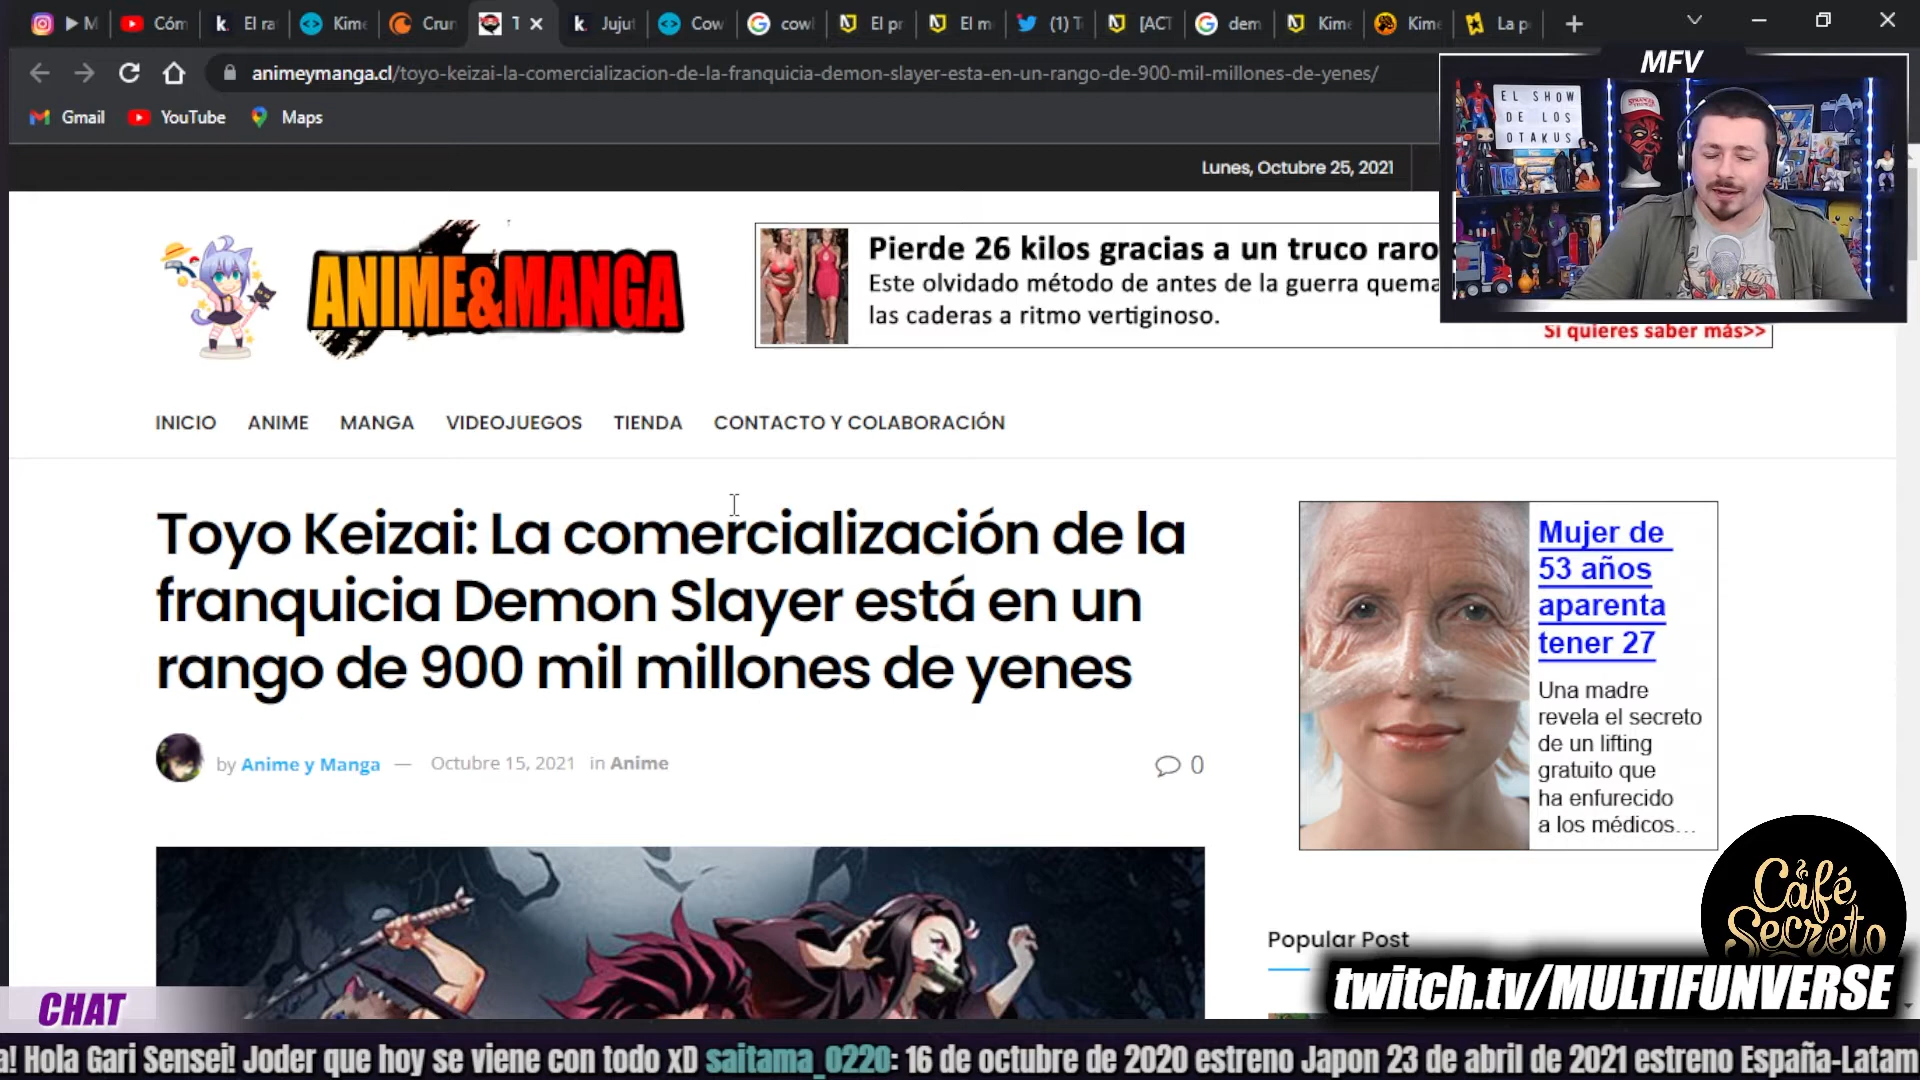 ▶ M
Cóm
k. El ra
Kime
Crun
T
k. Juju
Cow
cow
El pr
El m
(1) T
[ACT
dem
Kime
Kime
La p
animeymanga.cl/toyo-keizai-la-comercializacion-de-la-franquicia-demon-slayer-esta-en-un-rango-de-900-mil-millones-de-yenes/
Gmail
YouTube
Maps
MFV
EL SHOW
DE LOS
OTAKUS
Lunes, Octubre 25, 2021
ANIME&MANGA
Pierde 26 kilos gracias a un truco raro
Este olvidado método de antes de la guerra quema
las caderas a ritmo vertiginoso.
Si quieres saber más>>
INICIO
ANIME
MANGA
VIDEOJUEGOS
TIENDA
CONTACTO Y COLABORACIÓN
Toyo Keizai: La comercialización de la
franquicia Demon Slayer está en un
rango de 900 mil millones de yenes
by Anime y Manga — Octubre 15, 2021 in Anime
0
Mujer de
53 años
aparenta
tener 27
Una madre
revela el secreto
de un lifting
gratuito que
ha enfurecido
a los médicos...
Popular Post
Café
Secreto
twitch.tv/MULTIFUNVERSE
CHAT
a! Hola Gari Sensei! Joder que hoy se viene con todo xD saitama_0220: 16 de octubre de 2020 estreno Japon 23 de abril de 2021 estreno España-Latam